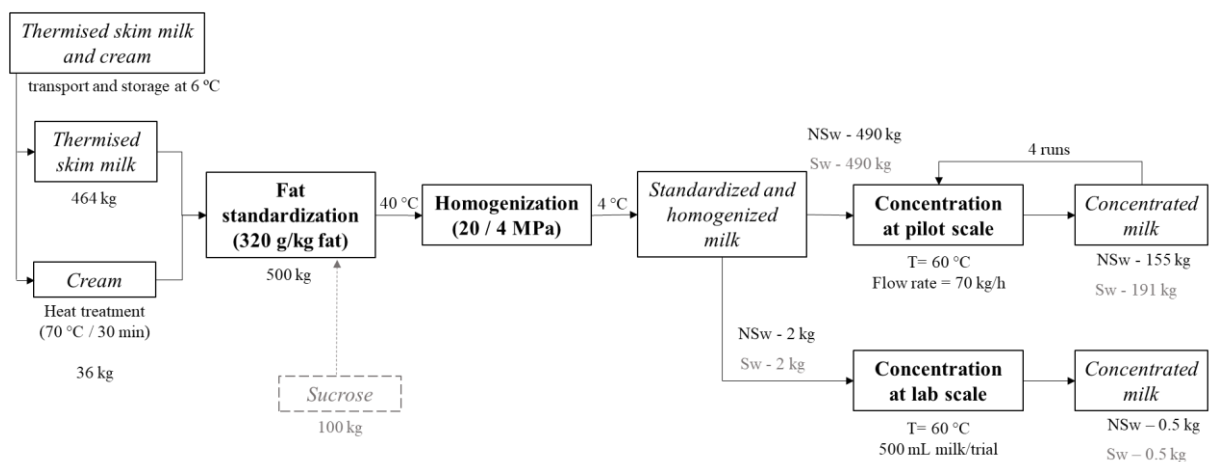 Thermised skim milk
and cream
transport and storage at 6 ºC
Thermised
skim milk
464 kg
Cream
Heat treatment
(70 °C / 30 min)
36 kg
Fat
standardization
(320 g/kg fat)
500 kg
Sucrose
100 kg
40 °C
Homogenization
(20 / 4 MPa)
4 °C
Standardized and
homogenized
milk
NSw - 490 kg
Sw - 490 kg
4 runs
Concentration
at pilot scale
T= 60 °C
Flow rate = 70 kg/h
Concentrated
milk
NSw - 155 kg
Sw - 191 kg
NSw - 2 kg
Sw - 2 kg
Concentration
at lab scale
T= 60 °C
500 mL milk/trial
Concentrated
milk
NSw – 0.5 kg
Sw – 0.5 kg